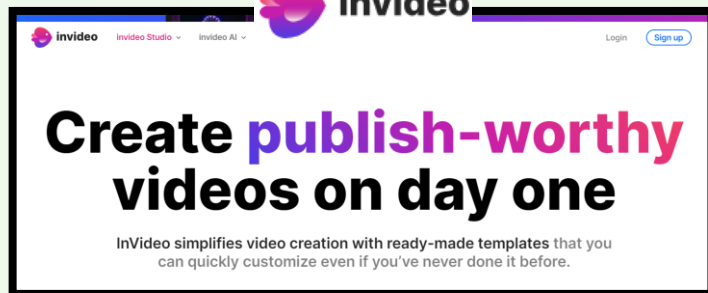 invideo
invideo invideo Studio invideo AI Login Sign up
Create publish-worthy
videos on day one
InVideo simplifies video creation with ready-made templates that you
can quickly customize even if you've never done it before.